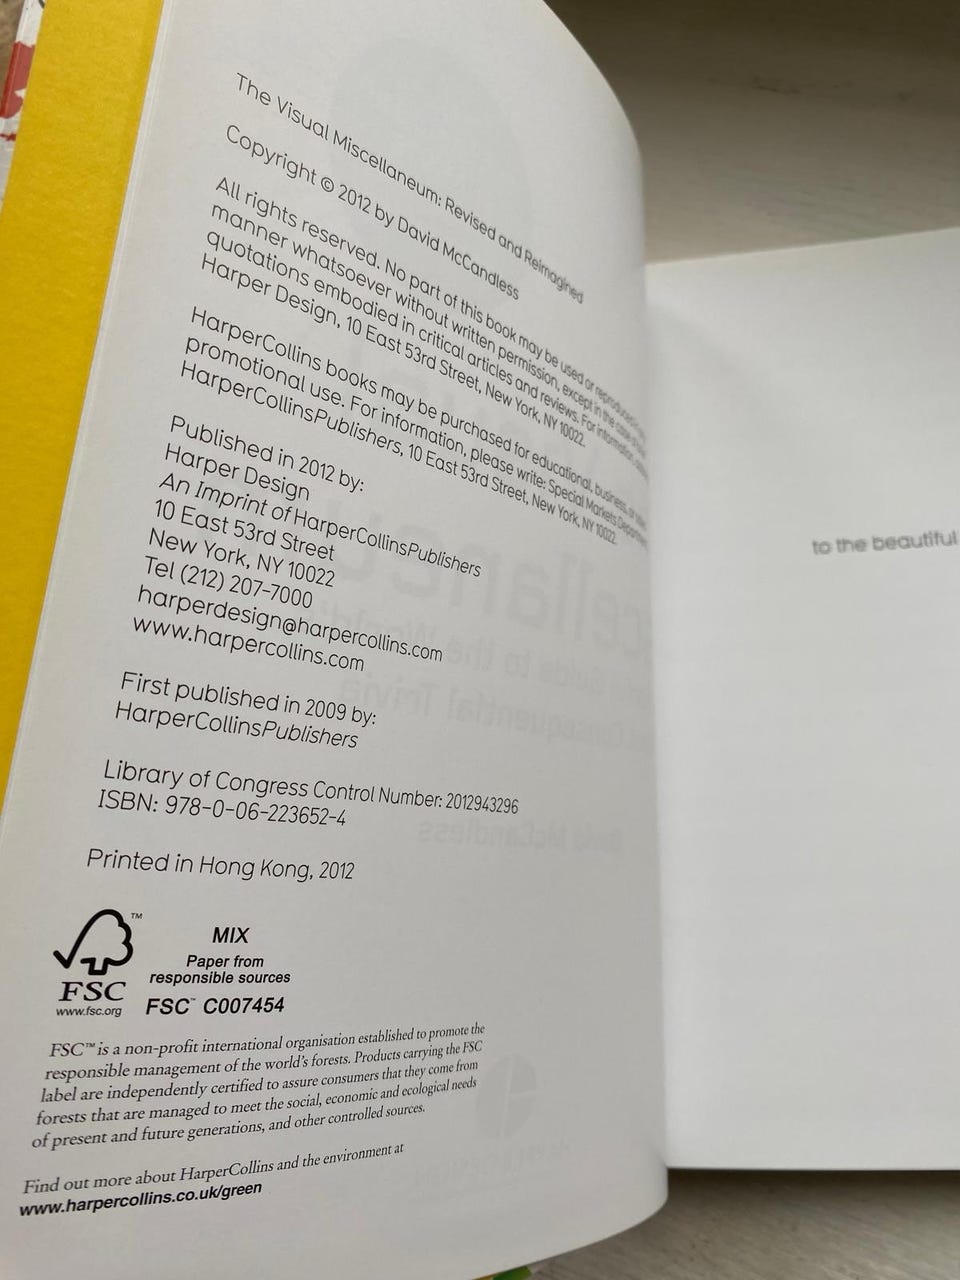 The Visual Miscellaneum: Revised and Reimagined
Copyright © 2012 by David McCandless
All rights reserved. No part of this book may be used or reproduced
manner whatsoever without written permission, except in the case of
quotations embodied in critical articles and reviews. For information,
Harper Design, 10 East 53rd Street, New York, NY 10022.
HarperCollins books may be purchased for educational, business, or
promotional use. For information, please write: Special Markets Department
HarperCollinsPublishers, 10 East 53rd Street, New York, NY 10022.
Published in 2012 by:
Harper Design
An Imprint of HarperCollinsPublishers
10 East 53rd Street
New York, NY 10022
Tel (212) 207-7000
harperdesign@harpercollins.com
www.harpercollins.com
First published in 2009 by:
HarperCollinsPublishers
Library of Congress Control Number: 2012943296
ISBN: 978-0-06-223652-4
Printed in Hong Kong, 2012
FSC
www.fsc.org
MIX
Paper from
responsible sources
FSC™ C007454
FSC™ is a non-profit international organisation established to promote the
responsible management of the world's forests. Products carrying the FSC
label are independently certified to assure consumers that they come from
forests that are managed to meet the social, economic and ecological needs
of present and future generations, and other controlled sources.
Find out more about HarperCollins and the environment at
www.harpercollins.co.uk/green
to the beautiful